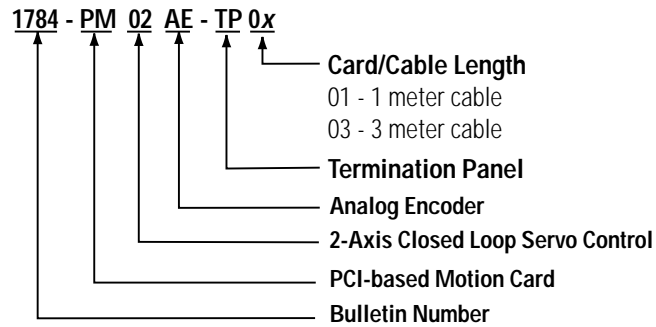 1784 - PM 02 AE - TP 0x
Card/Cable Length
01 - 1 meter cable
03 - 3 meter cable
Termination Panel
Analog Encoder
2-Axis Closed Loop Servo Control
PCI-based Motion Card
Bulletin Number